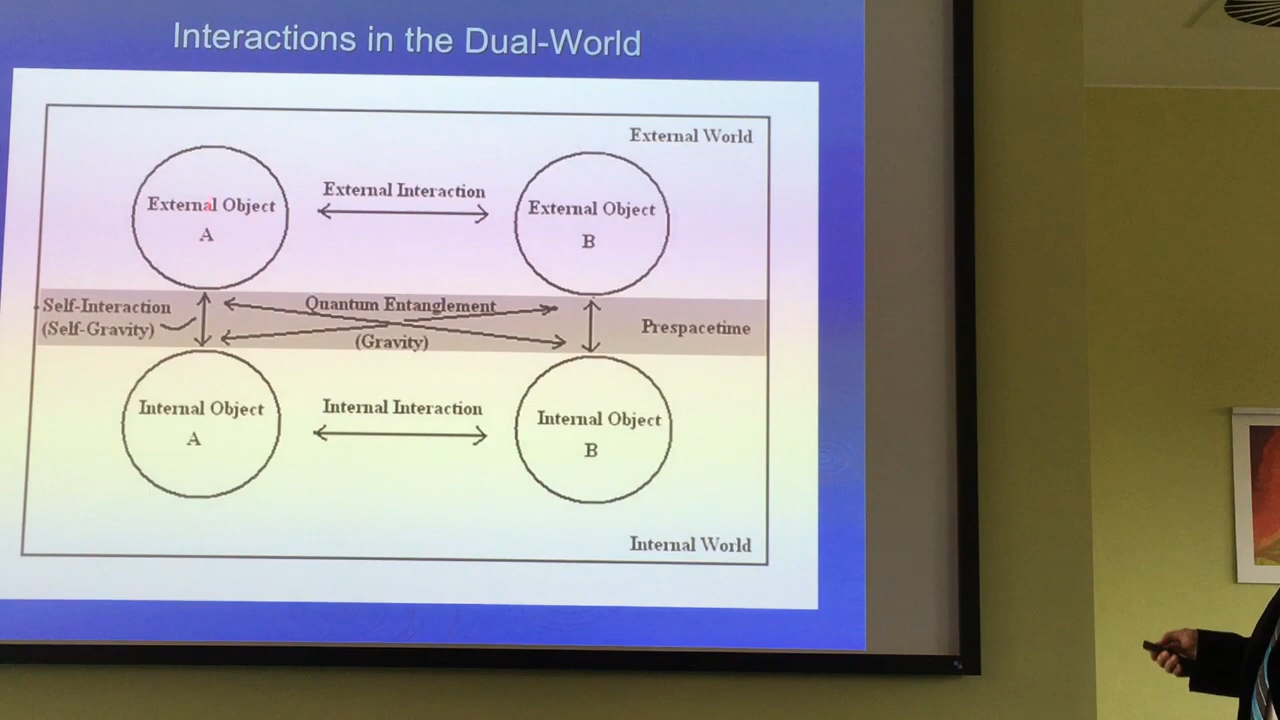 Interactions in the Dual-World
External World
External Object
A
External Interaction
External Object
B
Self-Interaction
(Self-Gravity)
Quantum Entanglement
(Gravity)
Prespacetime
Internal Object
A
Internal Interaction
Internal Object
B
Internal World